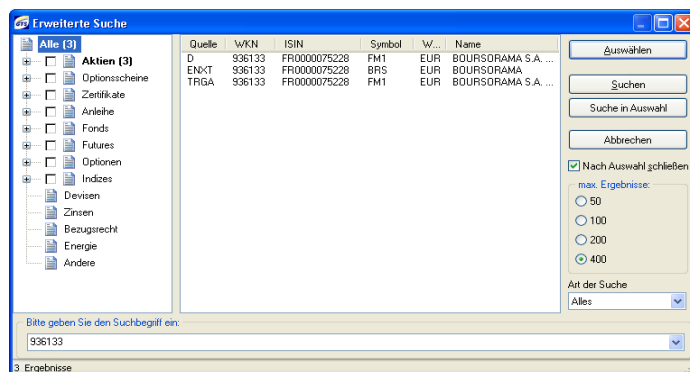 GTS Erweiterte Suche
Alle (3)
Aktien (3)
Optionsscheine
Zertifikate
Anleihe
Fonds
Futures
Optionen
Indizes
Devisen
Zinsen
Bezugsrecht
Energie
Andere
Quelle WKN ISIN Symbol W... Name
D 936133 FR0000075228 FM1 EUR BOURSORAMA S.A. ...
ENXT 936133 FR0000075228 BRS EUR BOURSORAMA
TRGA 936133 FR0000075228 FM1 EUR BOURSORAMA S.A. ...
Auswählen
Suchen
Suche in Auswahl
Abbrechen
Nach Auswahl schließen
max. Ergebnisse:
50
100
200
400
Art der Suche
Alles
Bitte geben Sie den Suchbegriff ein:
936133
3 Ergebnisse